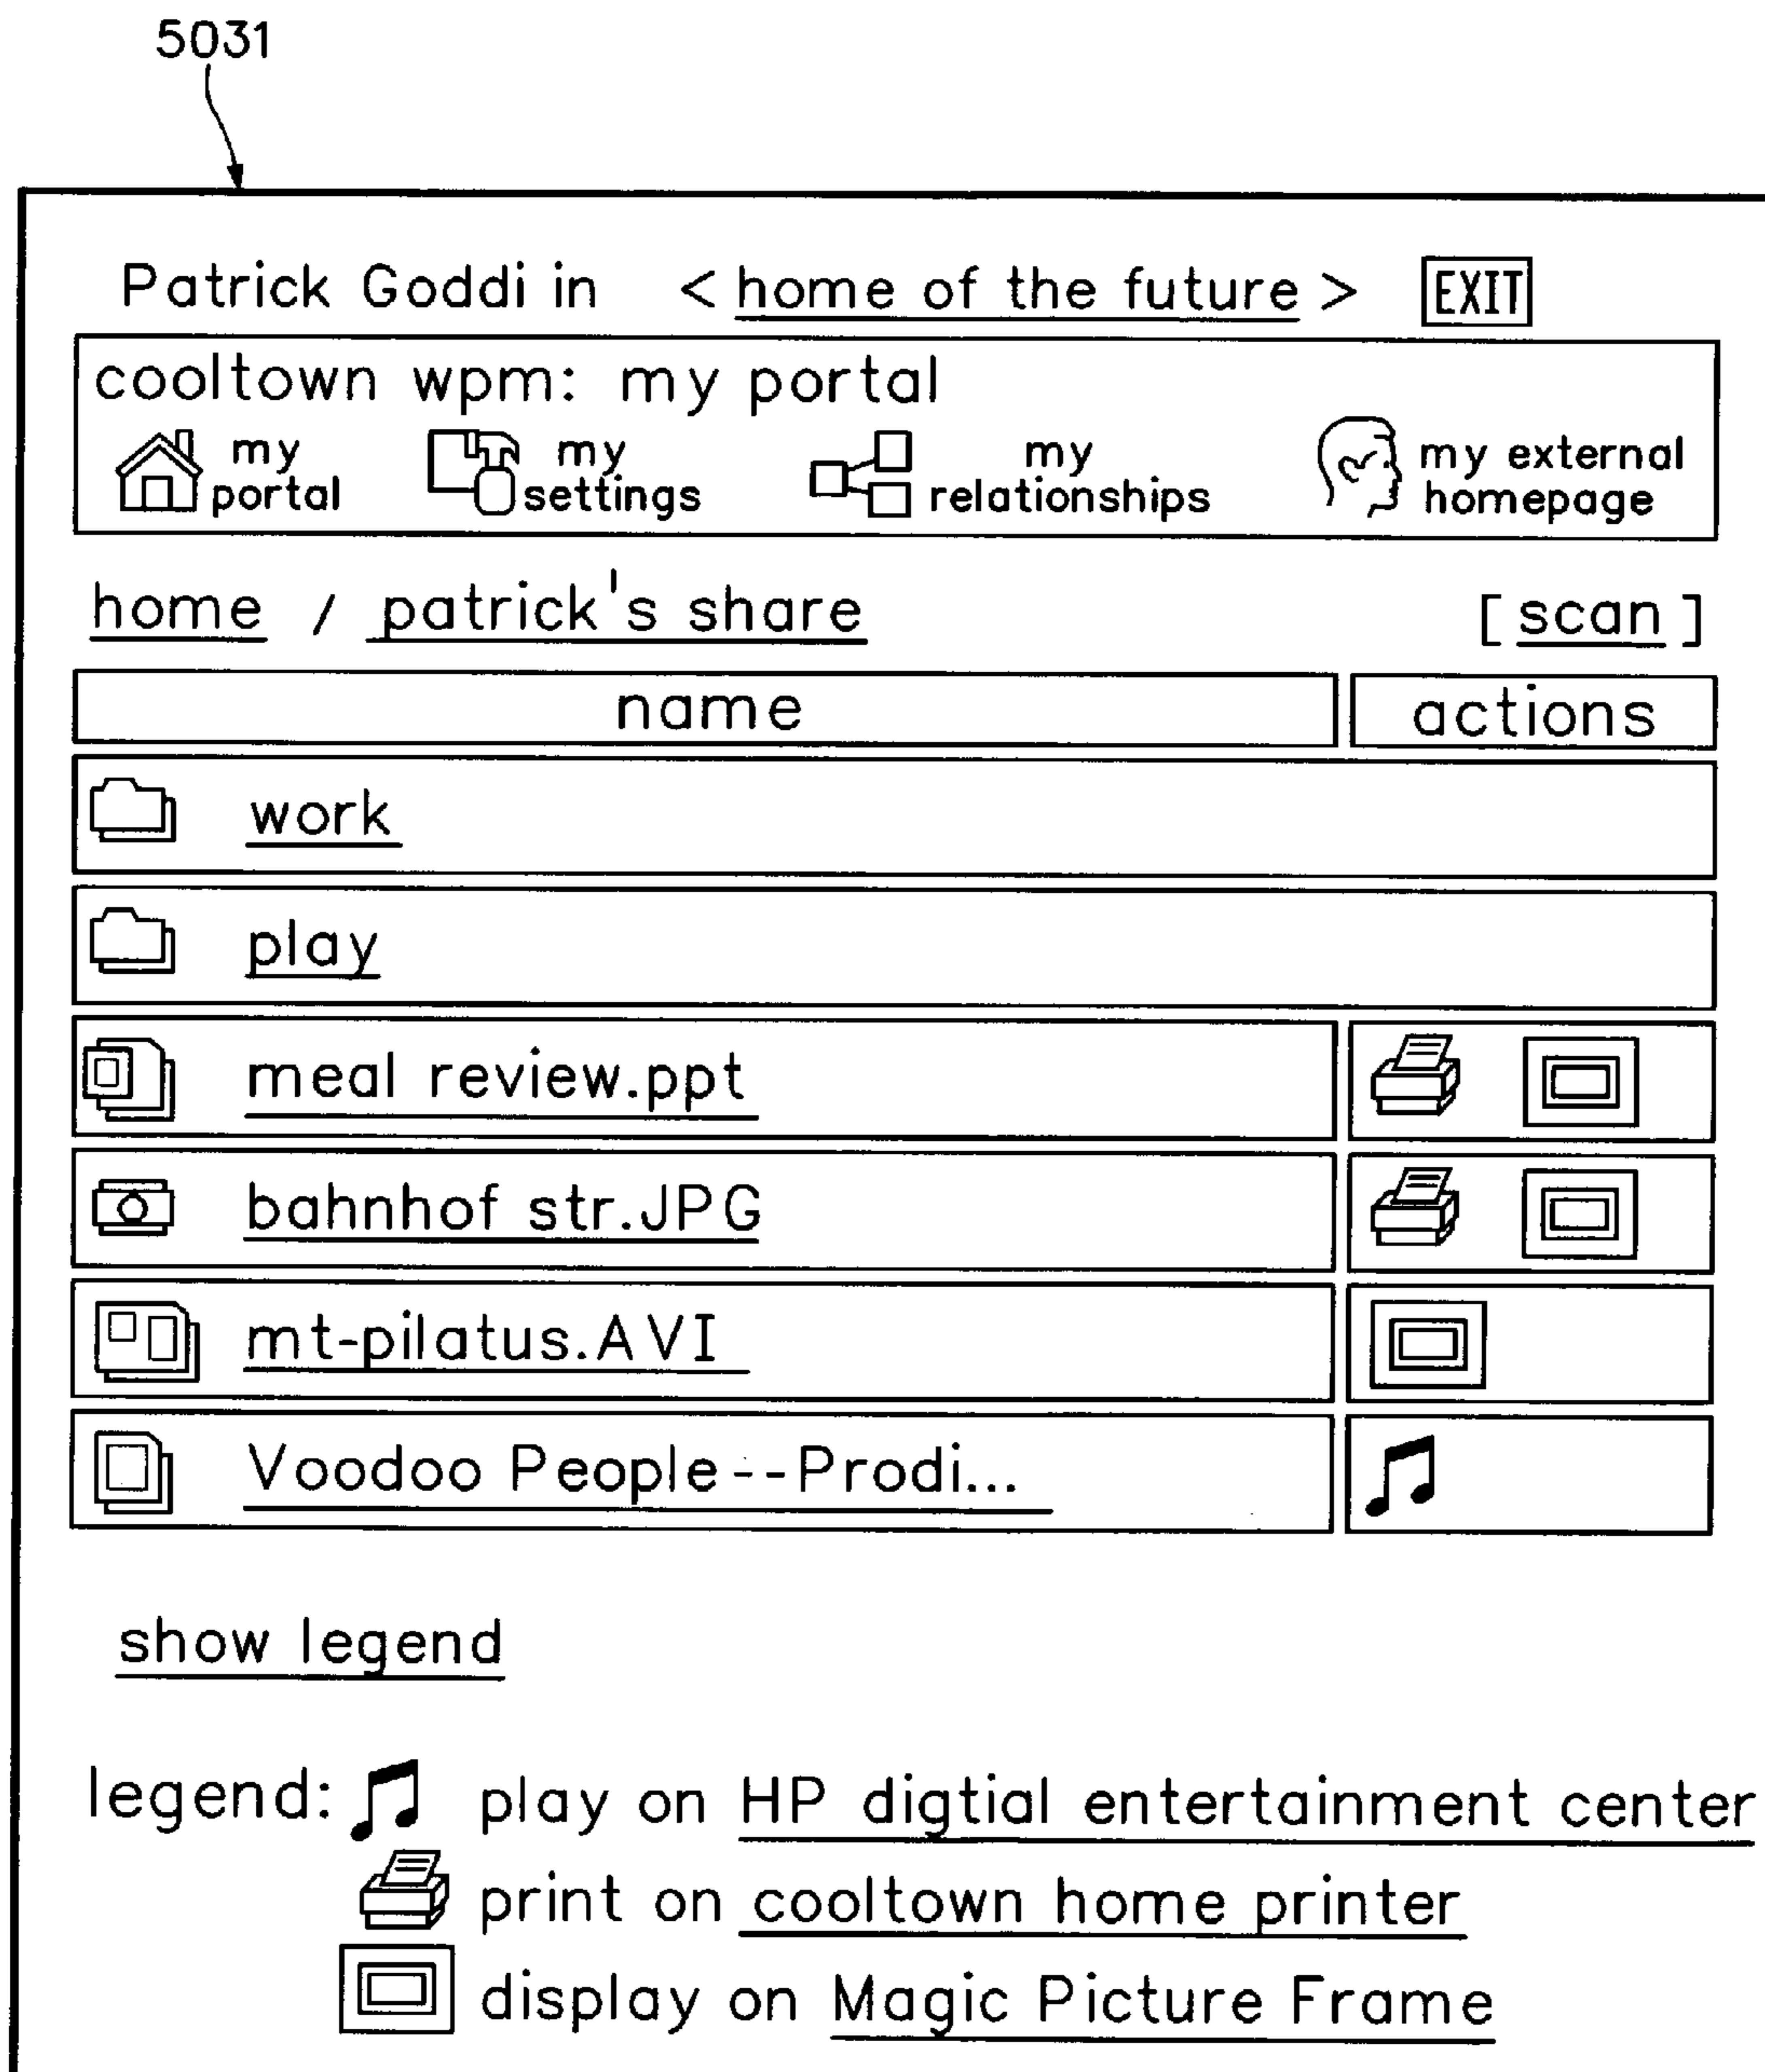 5031
Patrick Goddi in < home of the future > EXIT
cooltown wpm: my portal
my portal
my settings
my relationships
my external homepage
home / patrick's share [ scan ]
name actions
work
play
meal review.ppt
bahnhof str.JPG
mt-pilatus.AVI
Voodoo People--Prodi...
show legend
legend: play on HP digtial entertainment center
print on cooltown home printer
display on Magic Picture Frame